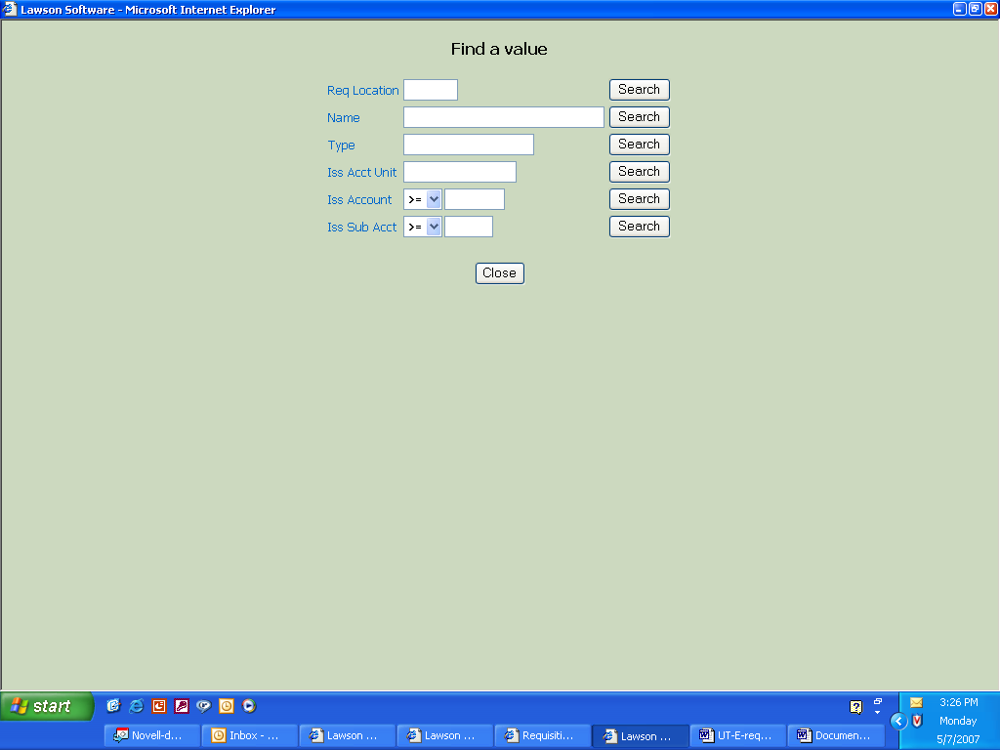 Lawson Software - Microsoft Internet Explorer
Find a value
Req Location Search
Name Search
Type Search
Iss Acct Unit Search
Iss Account >= Search
Iss Sub Acct >= Search
Close
start
3:26 PM
Novell-d... Inbox - ... Lawson ... Lawson ... Requisiti... Lawson ... UT-E-req... Documen... Monday
5/7/2007